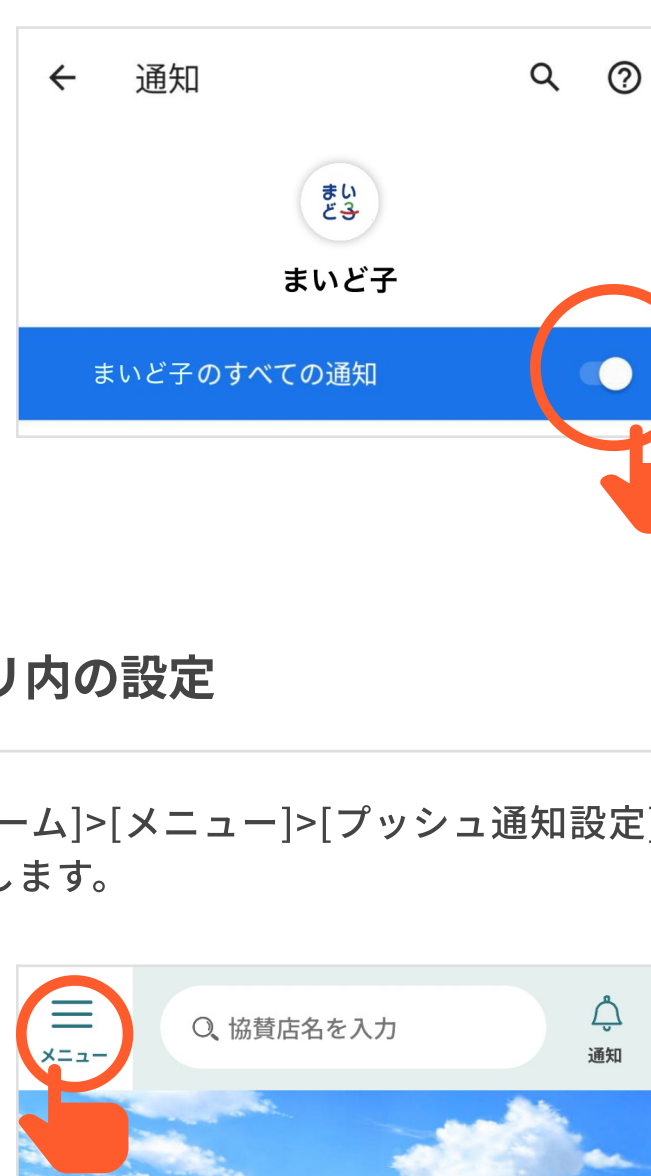 通知
まいど子
まいど子
まいど子のすべての通知
リ内の設定
ーム]>[メニュー]>[プッシュ通知設定]
します。
協賛店名を入力
メニュー
通知